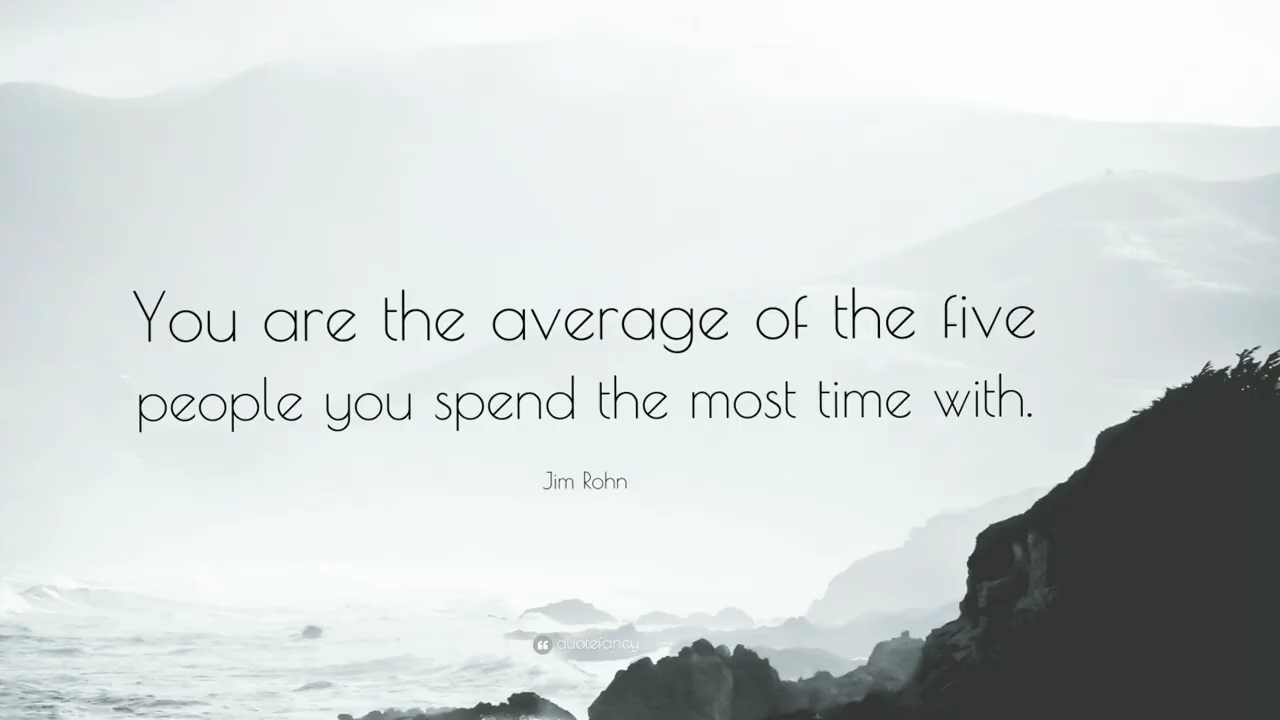 You are the average of the five
people you spend the most time with.
Jim Rohn
quotefancy